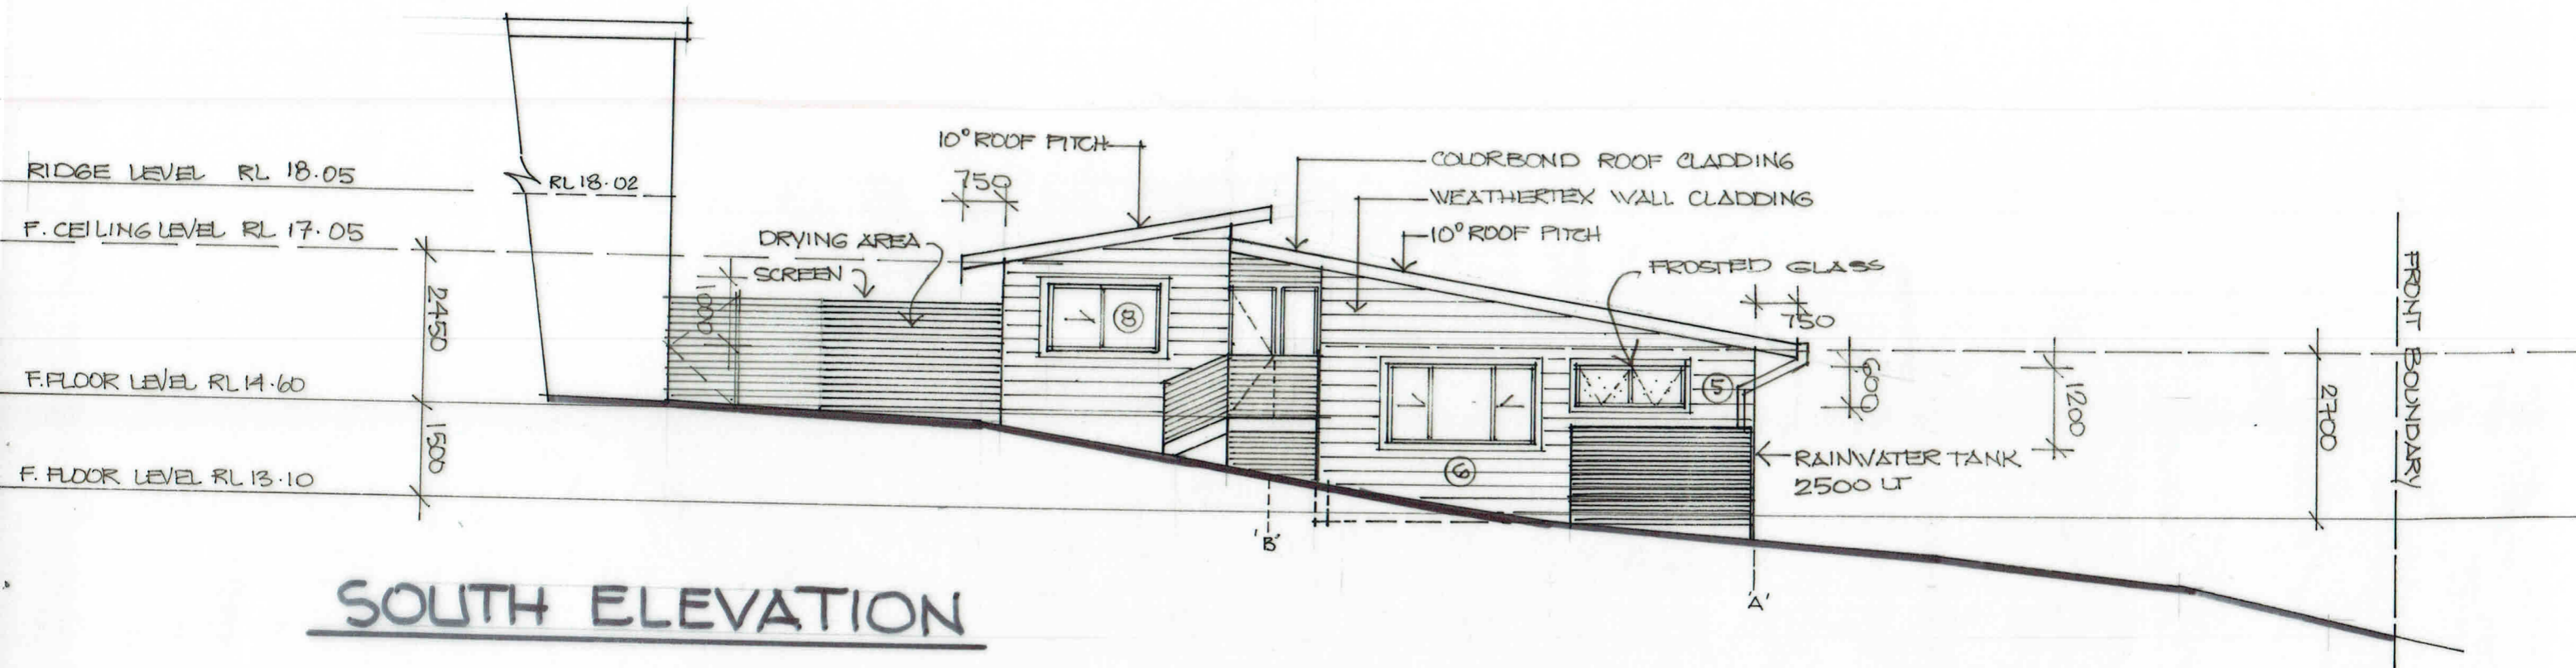 RIDGE LEVEL RL 18.05
RL 18.02
F. CEILING LEVEL RL 17.05
F. FLOOR LEVEL RL 14.60
F. FLOOR LEVEL RL 13.10
2450
1500
1000
DRYING AREA
SCREEN
10° ROOF PITCH
750
COLORBOND ROOF CLADDING
WEATHERTEX WALL CLADDING
10° ROOF PITCH
FROSTED GLASS
750
8
5
6
600
1200
2700
RAINWATER TANK
2500 LT
FRONT BOUNDARY
'B'
'A'
SOUTH ELEVATION